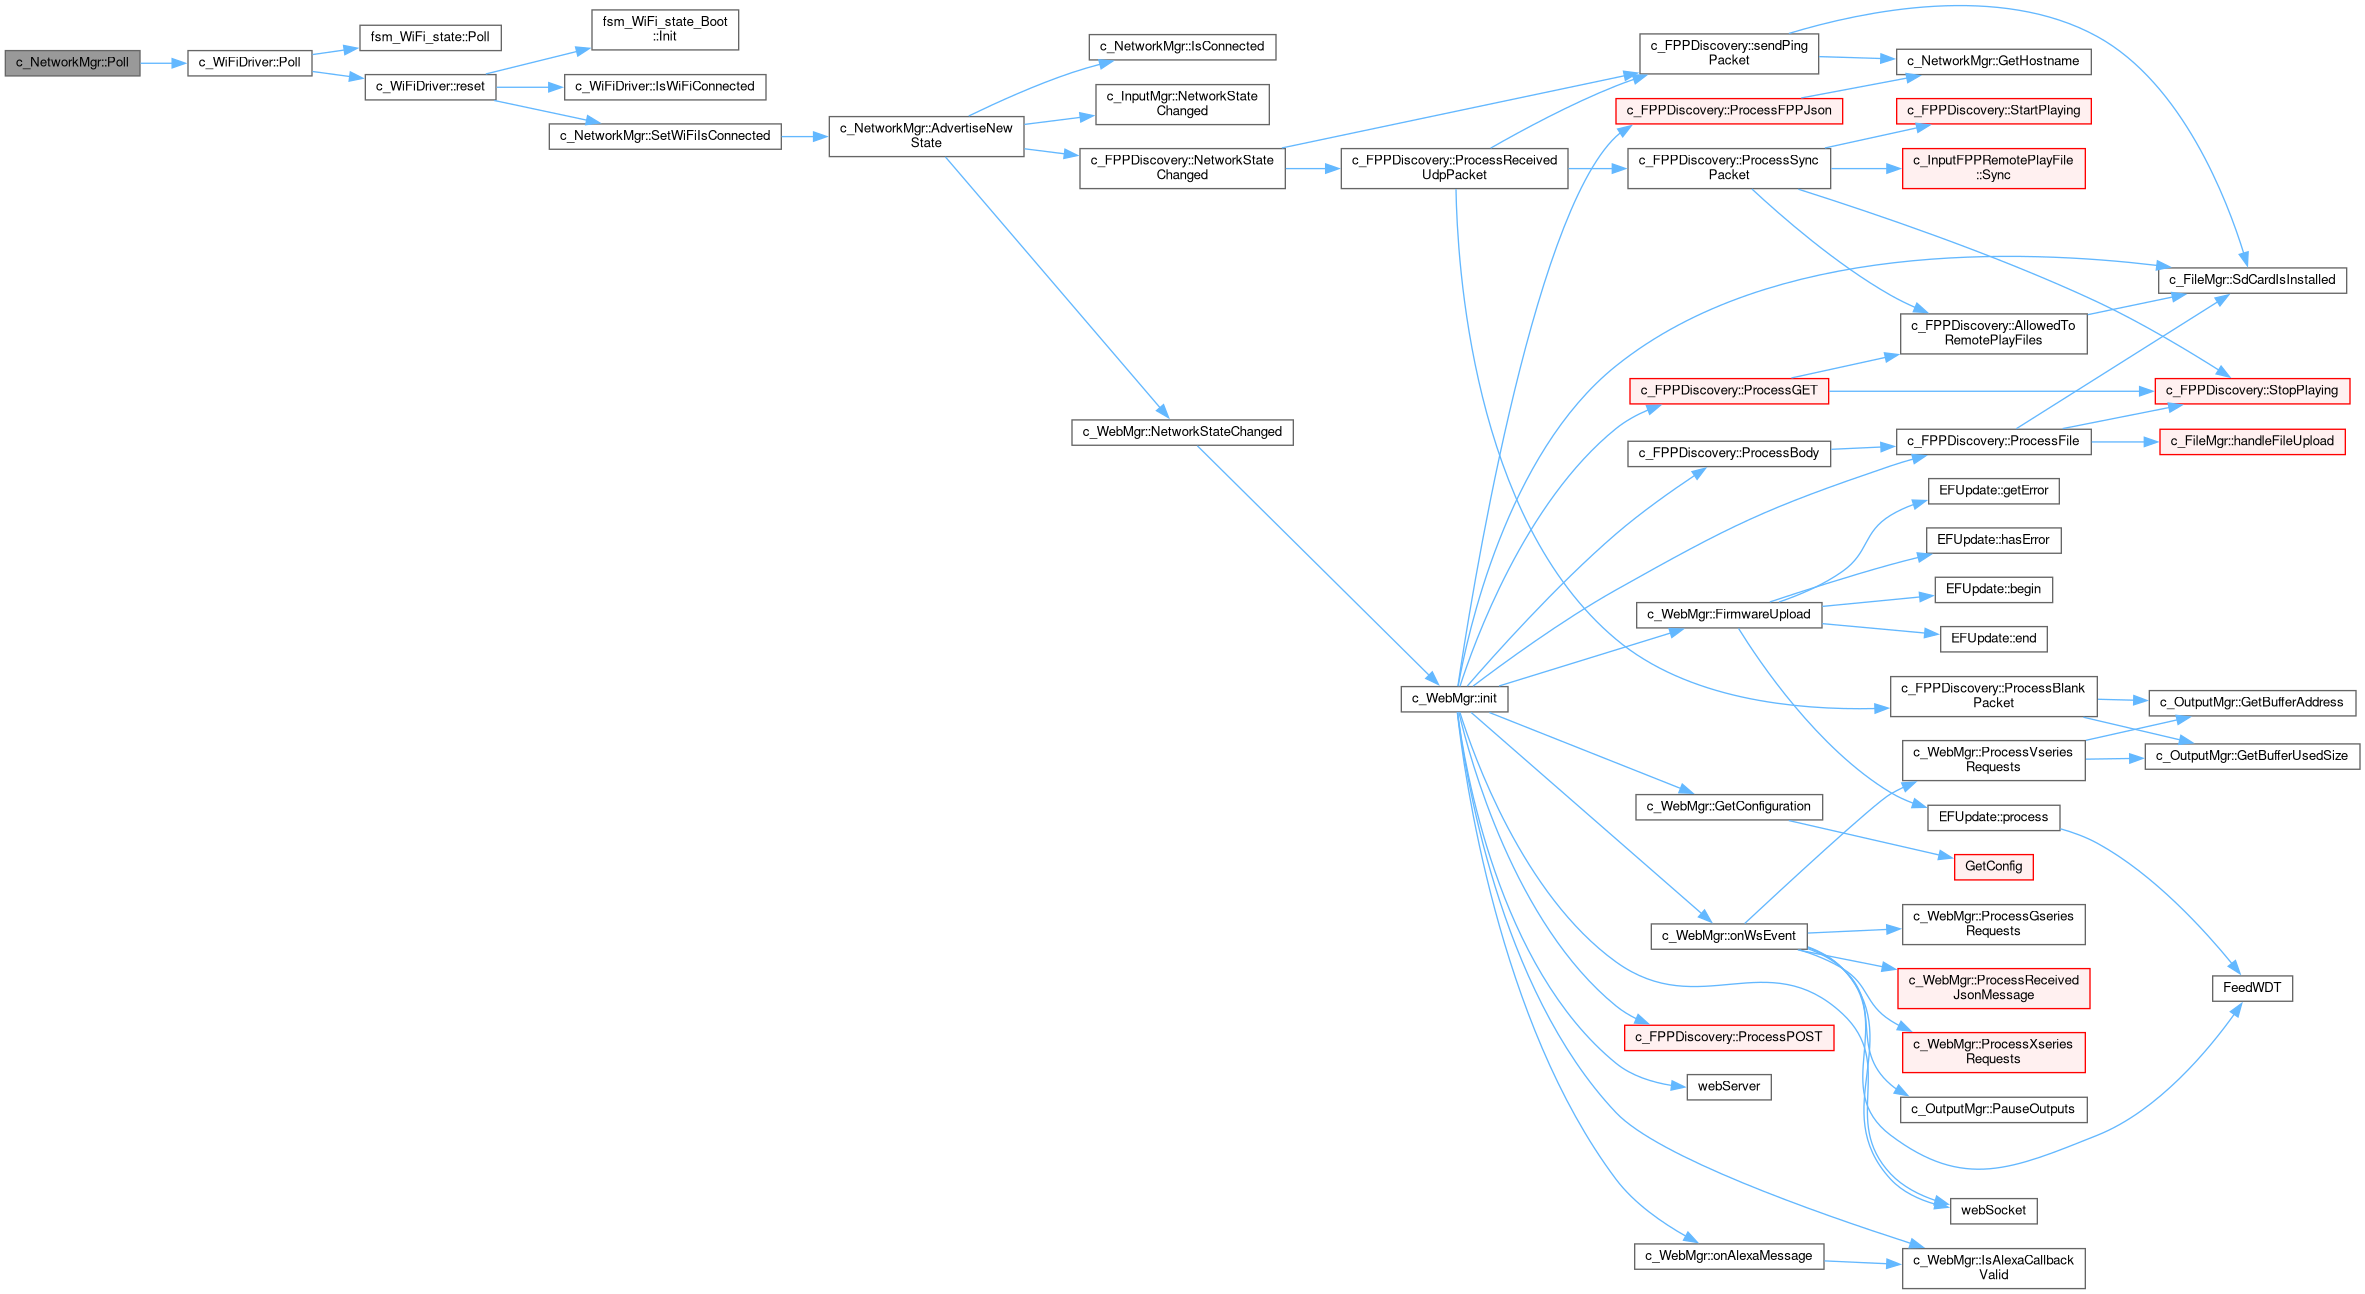 c_NetworkMgr::Poll
c_WiFiDriver::Poll
fsm_WiFi_state::Poll
c_WiFiDriver::reset
fsm_WiFi_state_Boot
::Init
c_WiFiDriver::IsWiFiConnected
c_NetworkMgr::SetWiFiIsConnected
c_NetworkMgr::AdvertiseNew
State
c_NetworkMgr::IsConnected
c_InputMgr::NetworkState
Changed
c_FPPDiscovery::NetworkState
Changed
c_WebMgr::NetworkStateChanged
c_FPPDiscovery::ProcessReceived
UdpPacket
c_WebMgr::init
c_FPPDiscovery::sendPing
Packet
c_FPPDiscovery::ProcessFPPJson
c_FPPDiscovery::ProcessSync
Packet
c_FPPDiscovery::ProcessGET
c_FPPDiscovery::ProcessBody
c_WebMgr::FirmwareUpload
c_WebMgr::GetConfiguration
c_WebMgr::onWsEvent
c_FPPDiscovery::ProcessPOST
webServer
c_WebMgr::onAlexaMessage
c_NetworkMgr::GetHostname
c_FPPDiscovery::StartPlaying
c_InputFPPRemotePlayFile
::Sync
c_FPPDiscovery::AllowedTo
RemotePlayFiles
c_FPPDiscovery::ProcessFile
EFUpdate::getError
EFUpdate::hasError
EFUpdate::begin
EFUpdate::end
c_FPPDiscovery::ProcessBlank
Packet
c_WebMgr::ProcessVseries
Requests
EFUpdate::process
GetConfig
c_WebMgr::ProcessGseries
Requests
c_WebMgr::ProcessReceived
JsonMessage
c_WebMgr::ProcessXseries
Requests
c_OutputMgr::PauseOutputs
webSocket
c_WebMgr::IsAlexaCallback
Valid
c_FileMgr::SdCardIsInstalled
c_FPPDiscovery::StopPlaying
c_FileMgr::handleFileUpload
c_OutputMgr::GetBufferAddress
c_OutputMgr::GetBufferUsedSize
FeedWDT